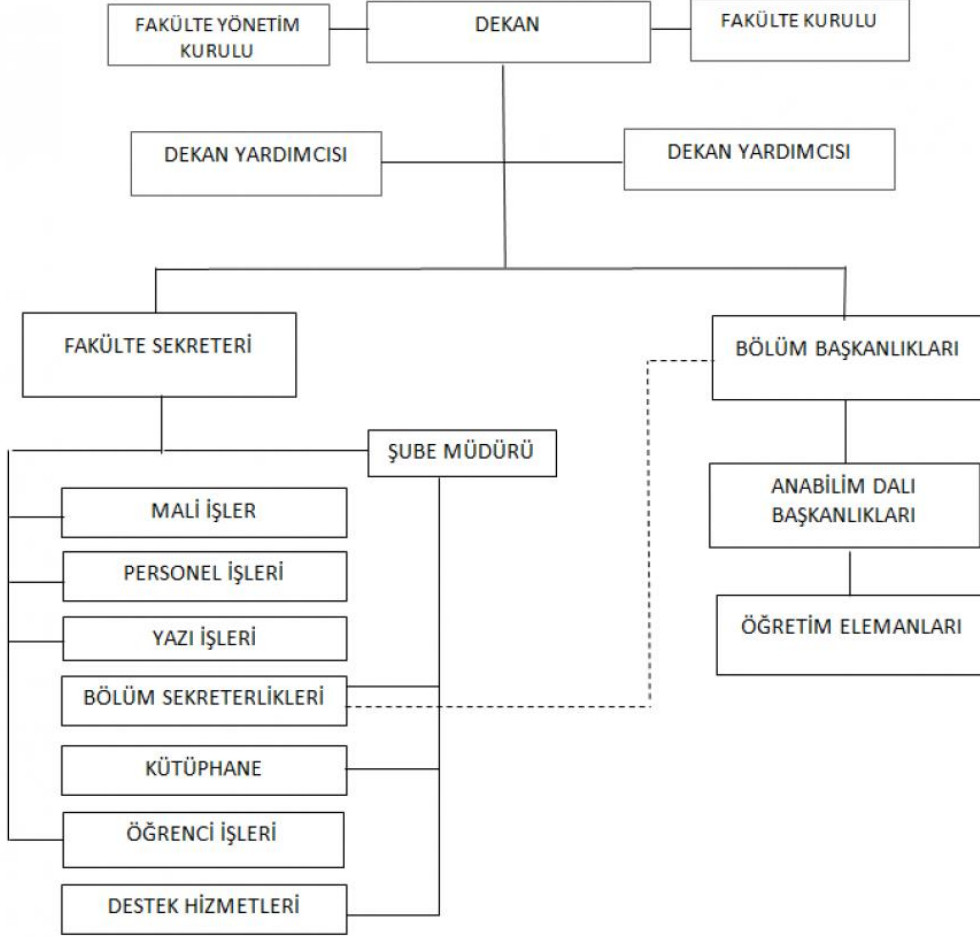 FAKÜLTE YÖNETİM
KURULU
DEKAN
FAKÜLTE KURULU
DEKAN YARDIMCISI
DEKAN YARDIMCISI
FAKÜLTE SEKRETERİ
BÖLÜM BAŞKANLIKLARI
ŞUBE MÜDÜRÜ
MALİ İŞLER
PERSONEL İŞLERİ
YAZI İŞLERİ
BÖLÜM SEKRETERLİKLERİ
KÜTÜPHANE
ÖĞRENCİ İŞLERİ
DESTEK HİZMETLERİ
ANABİLİM DALI
BAŞKANLIKLARI
ÖĞRETİM ELEMANLARI